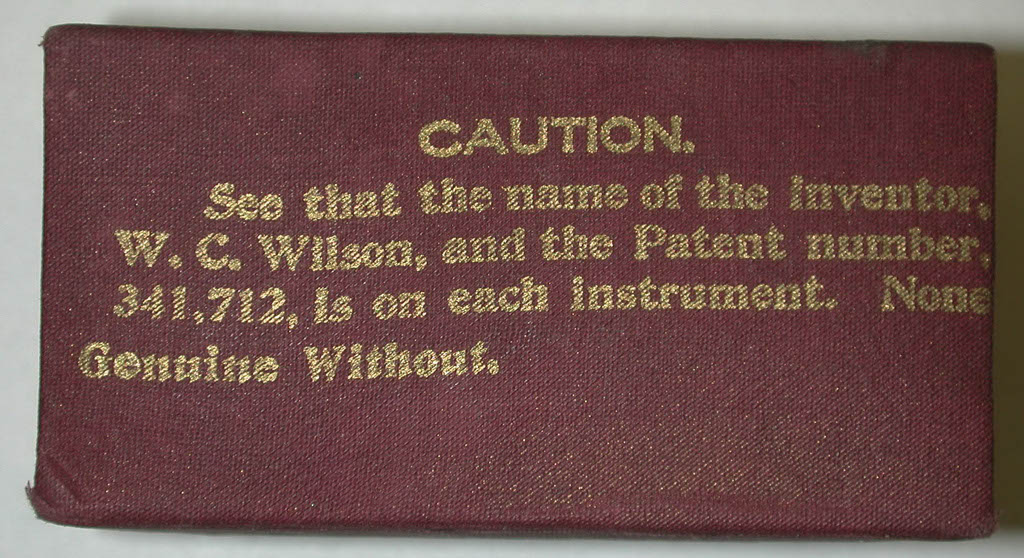 CAUTION.
See that the name of the inventor,
W. C. Wilson, and the Patent number,
341,712, is on each instrument. None
Genuine Without.